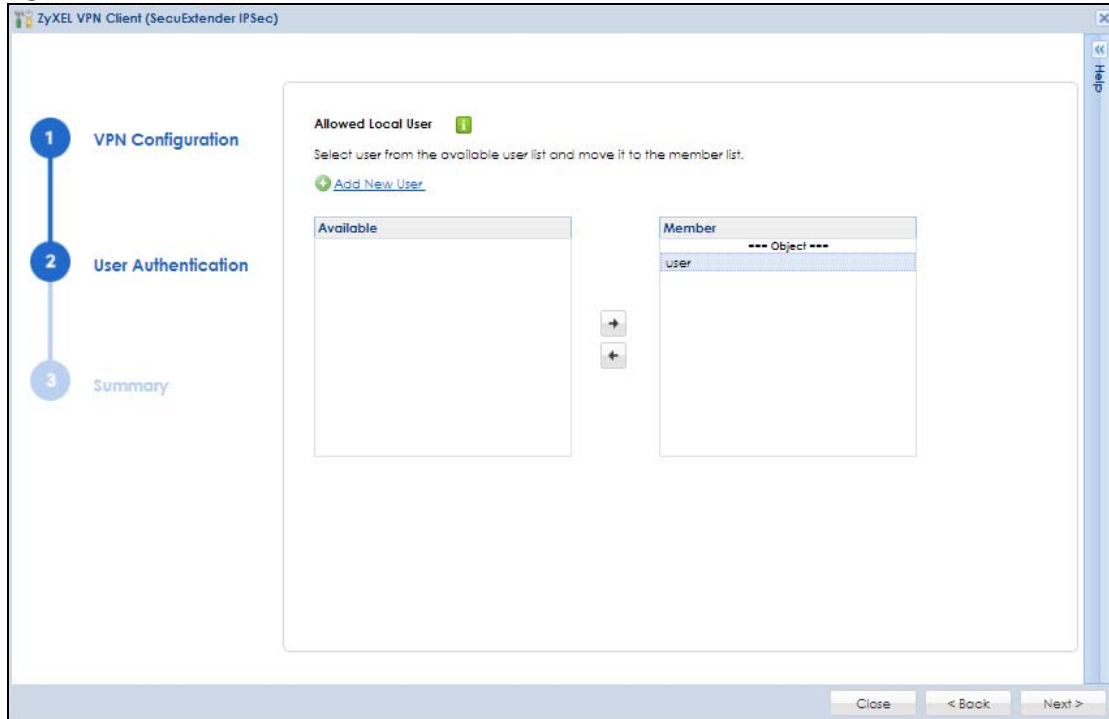 ZyXEL VPN Client (SecuExtender IPSec)
Help
1
VPN Configuration
2
User Authentication
3
Summary
Allowed Local User
Select user from the available user list and move it to the member list.
Add New User
Available
Member
=== Object ===
user
Close
< Back
Next >